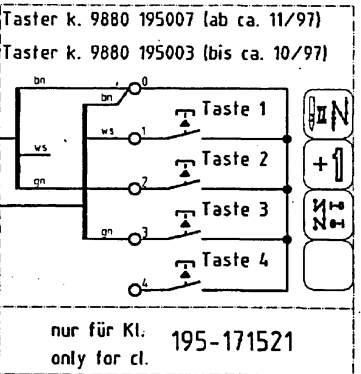 Taster k. 9880 195007 (ab ca. 11/97)
Taster k. 9880 195003 (bis ca. 10/97)
bn 0
bn
Taste 1
ws 1
ws
Taste 2
gn 2
Taste 3
gn 3
Taste 4
4
+1
nur für Kl. 195-171521
only for cl.